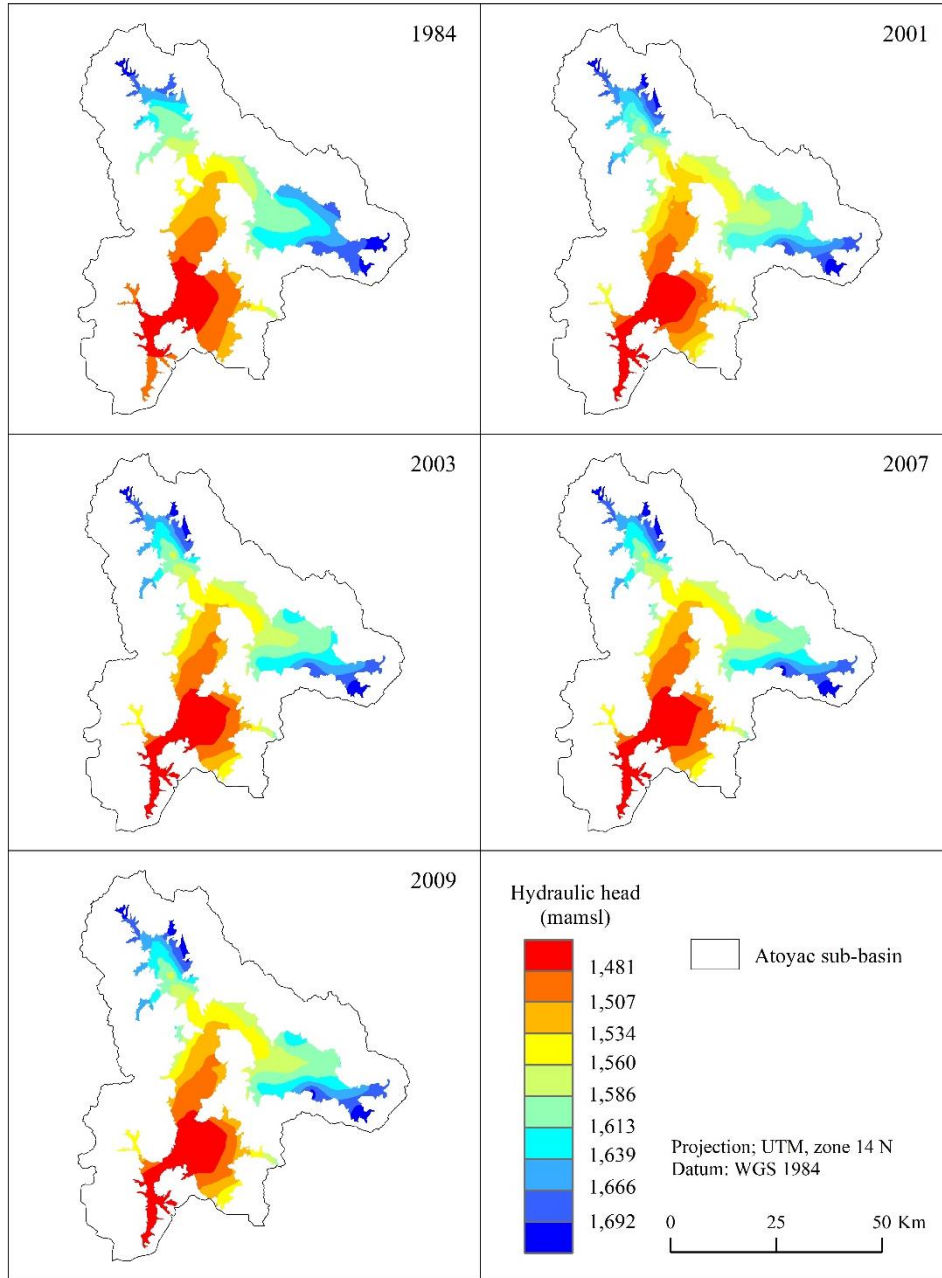 1984
2001
2003
2007
2009
Hydraulic head
(mamsl)
1,481
1,507
1,534
1,560
1,586
1,613
1,639
1,666
1,692
Atoyac sub-basin
Projection; UTM, zone 14 N
Datum: WGS 1984
0 25 50 Km